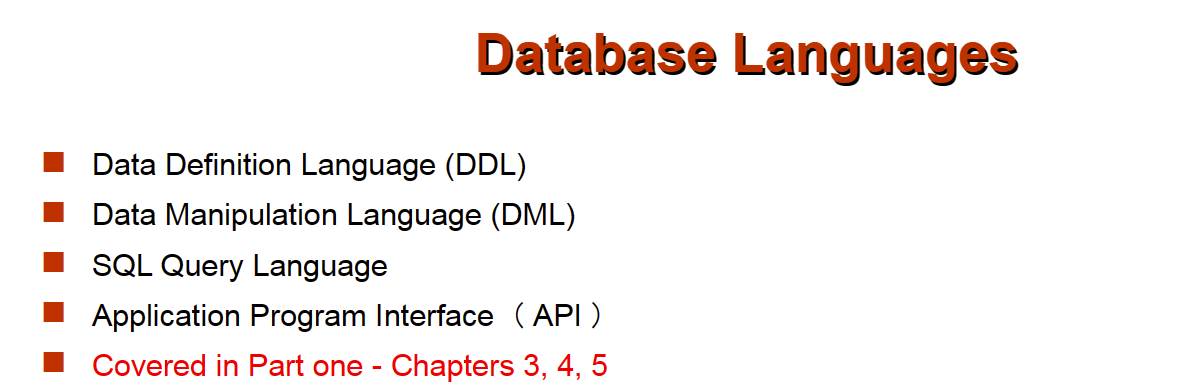 Database Languages
Data Definition Language (DDL)
Data Manipulation Language (DML)
SQL Query Language
Application Program Interface（ API ）
Covered in Part one - Chapters 3, 4, 5